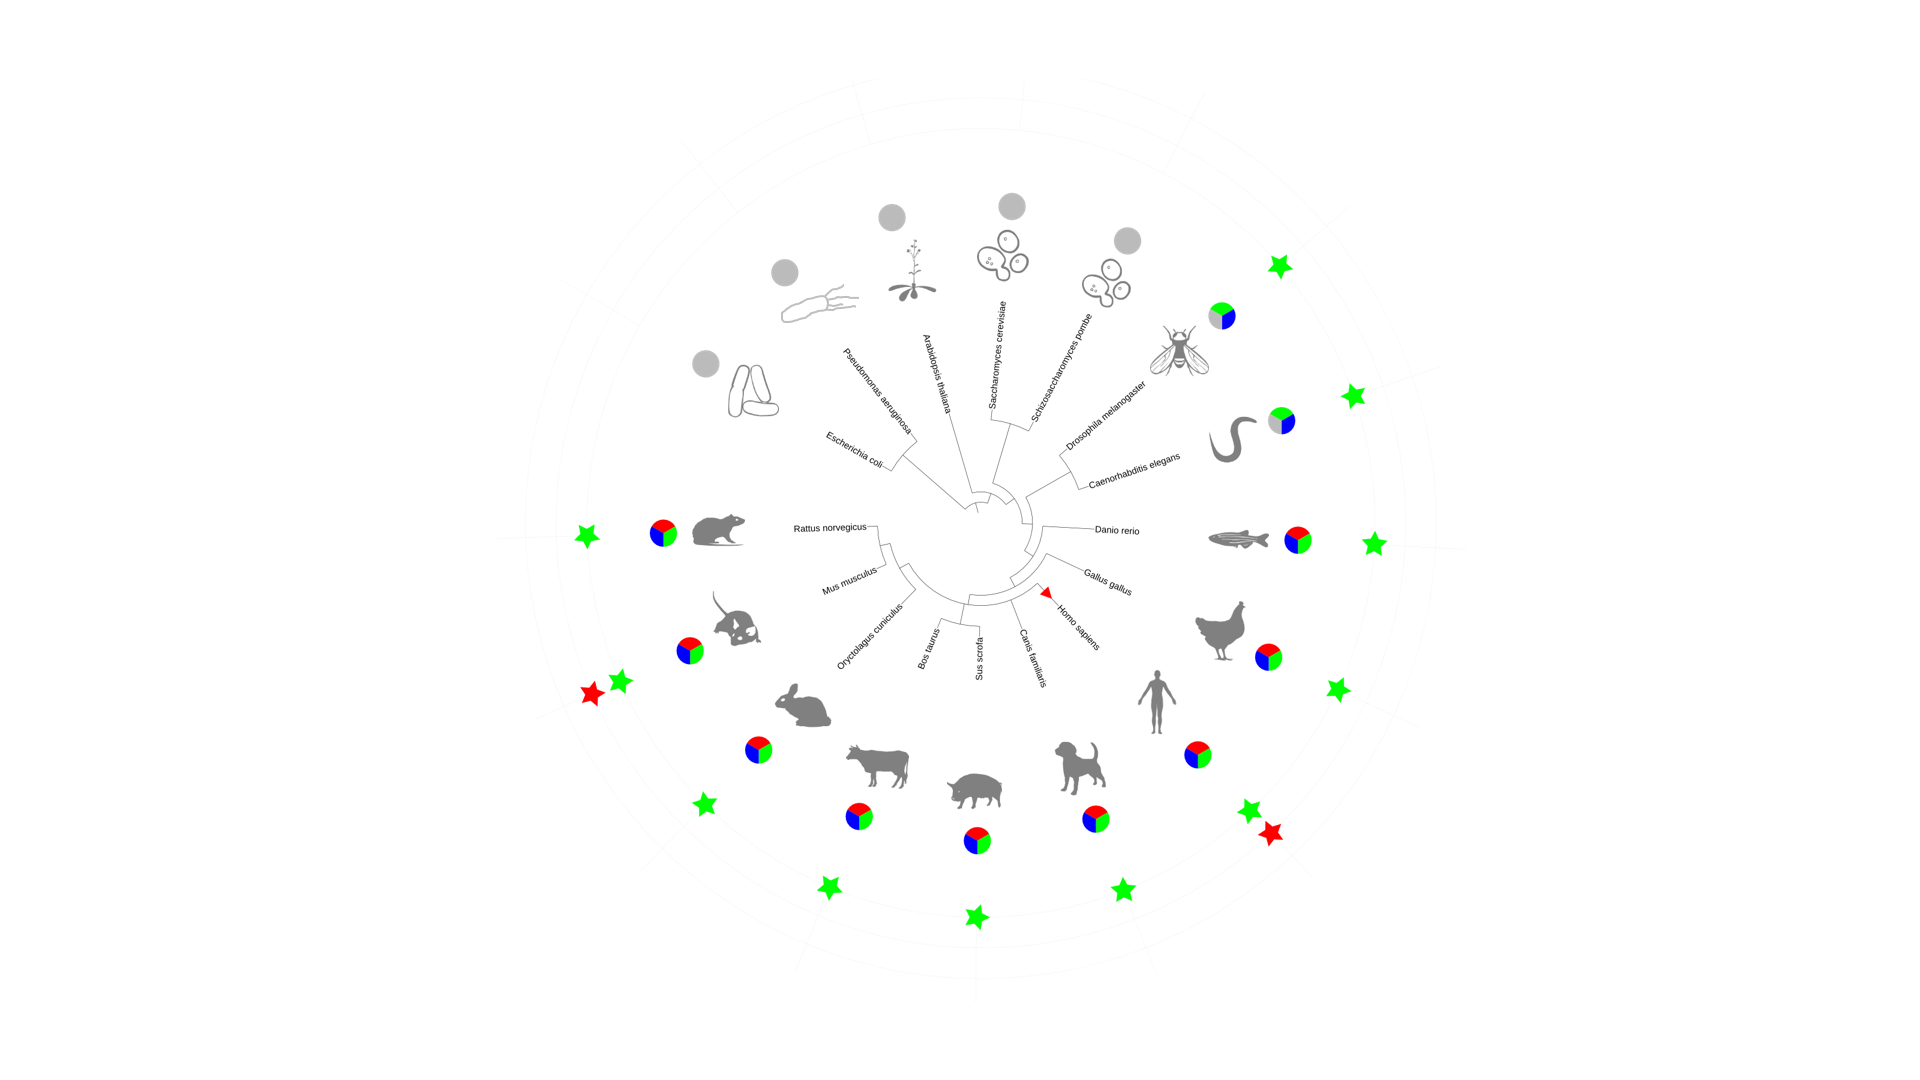 Escherichia coli
Pseudomonas aeruginosa
Arabidopsis thaliana
Saccharomyces cerevisiae
Schizosaccharomyces pombe
Drosophila melanogaster
Caenorhabditis elegans
Danio rerio
Gallus gallus
Homo sapiens
Canis familiaris
Sus scrofa
Bos taurus
Oryctolagus cuniculus
Mus musculus
Rattus norvegicus